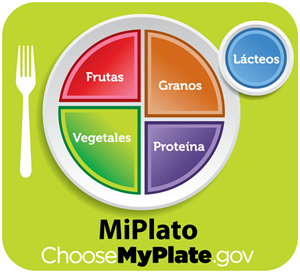 Lácteos
Frutas
Granos
Vegetales
Proteína
MiPlato
ChooseMyPlate.gov